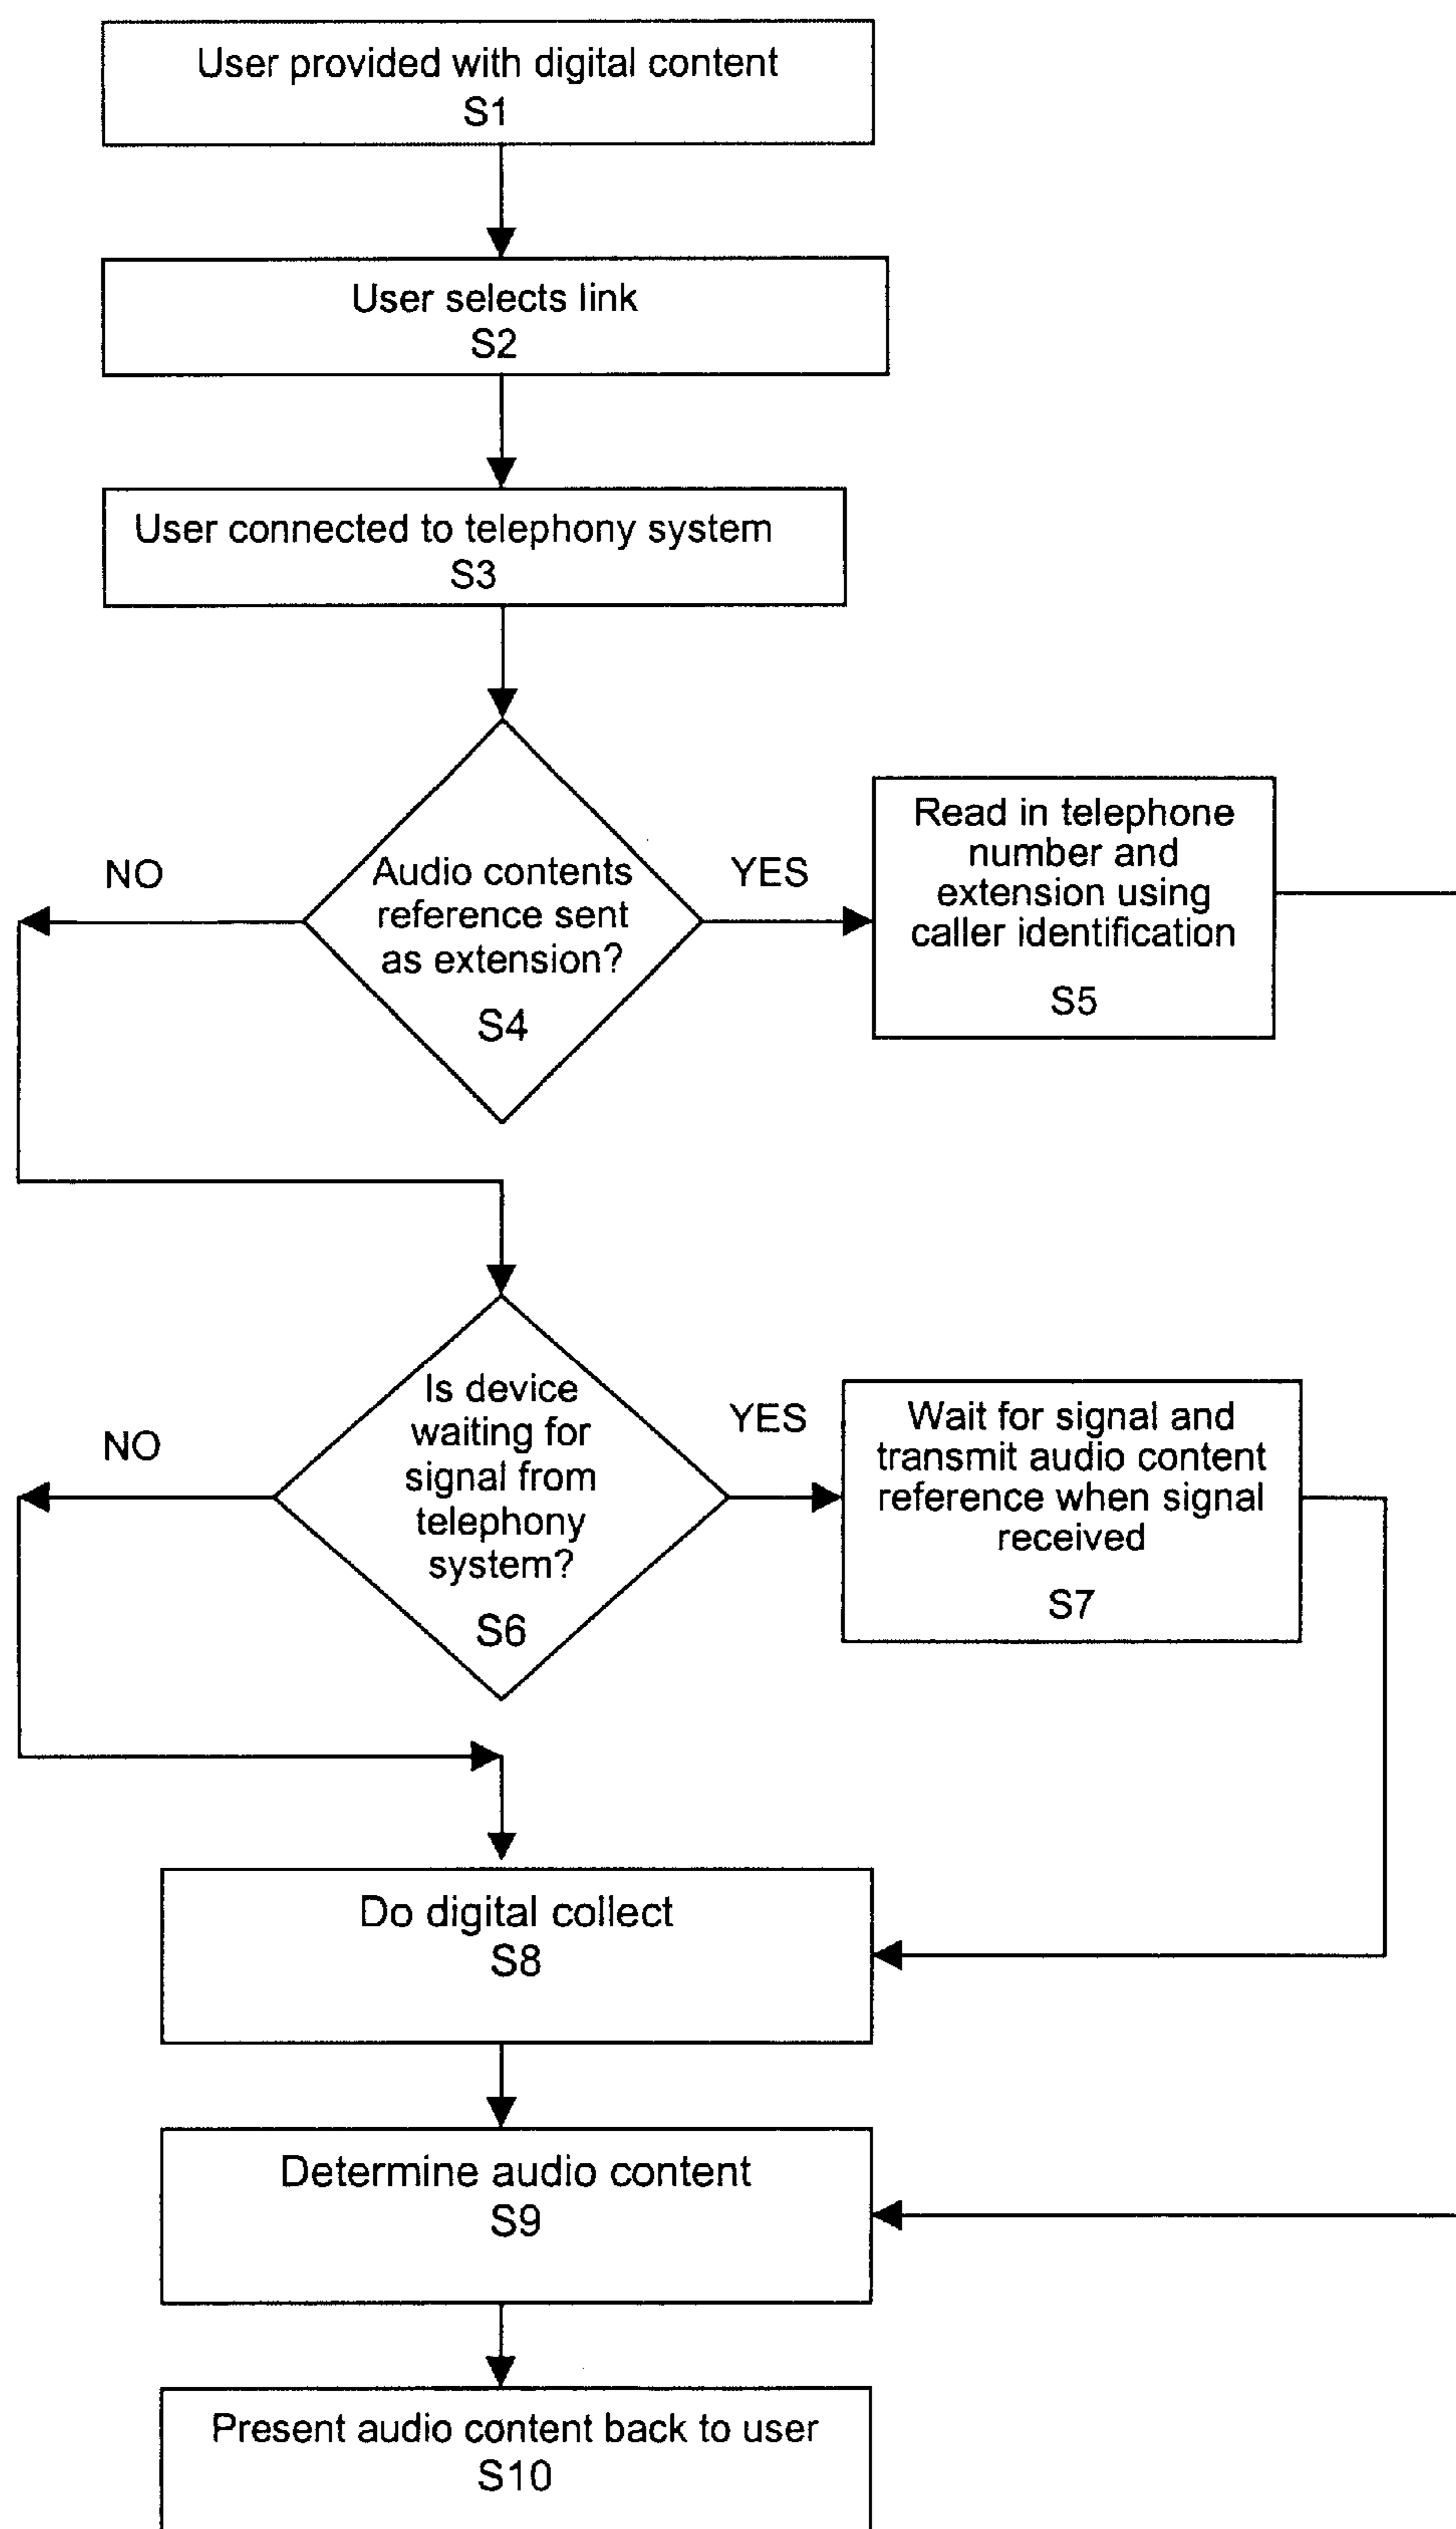 User provided with digital content
S1
User selects link
S2
User connected to telephony system
S3
Audio contents
reference sent
as extension?
S4
NO
YES
Read in telephone
number and
extension using
caller identification
S5
Is device
waiting for
signal from
telephony
system?
S6
NO
YES
Wait for signal and
transmit audio content
reference when signal
received
S7
Do digital collect
S8
Determine audio content
S9
Present audio content back to user
S10